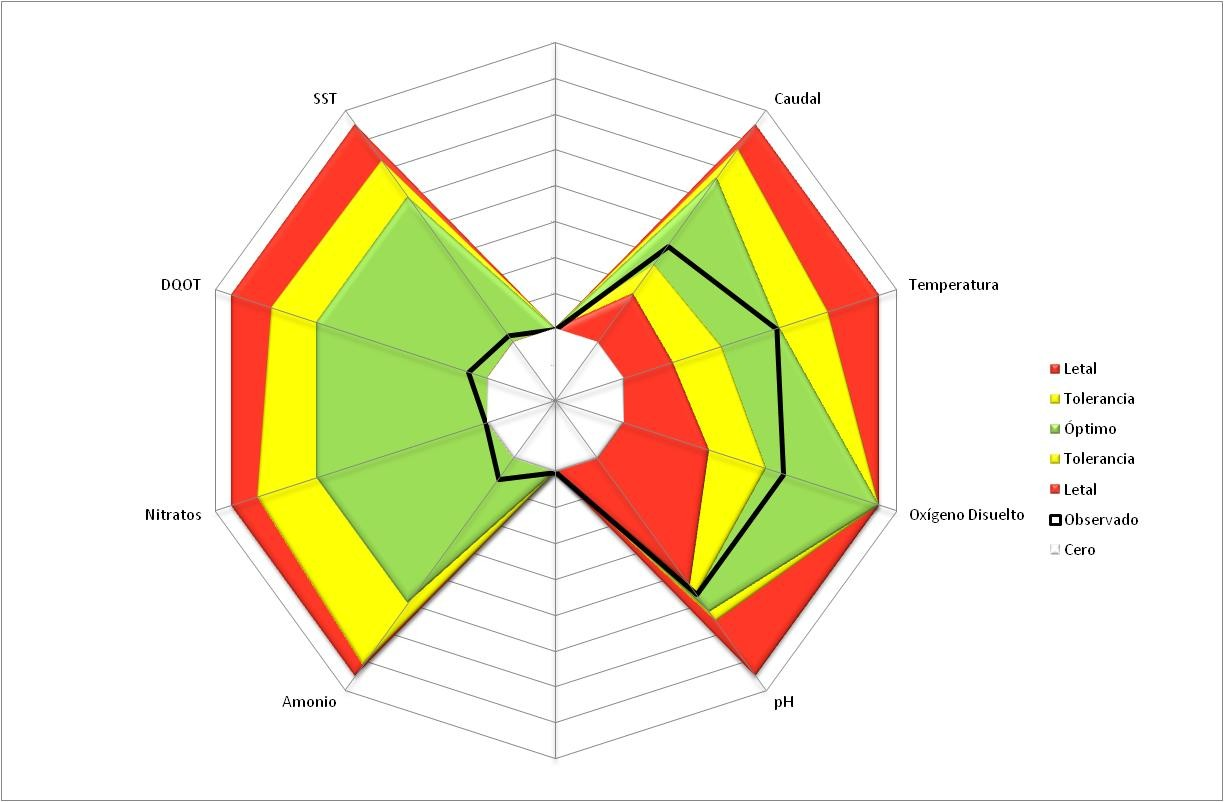 SST
Caudal
DQOT
Temperatura
Nitratos
Oxígeno Disuelto
Amonio
pH
Letal
Tolerancia
Óptimo
Tolerancia
Letal
Observado
Cero